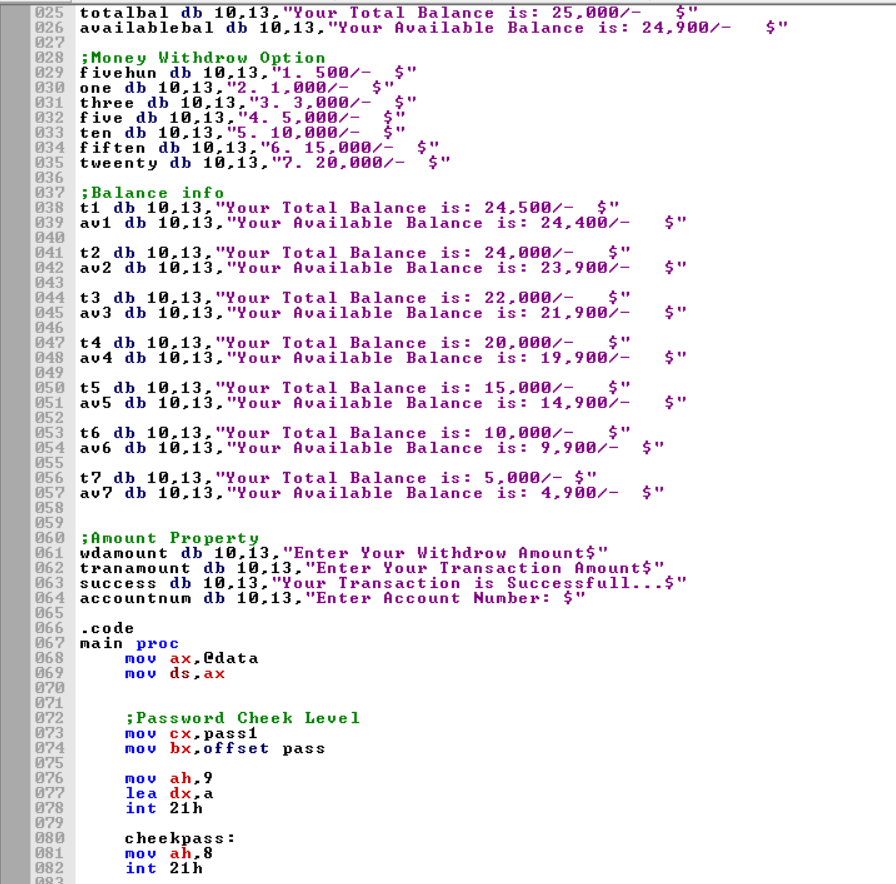 025 totalbal db 10,13,"Your Total Balance is: 25,000/-   $"
026 availablebal db 10,13,"Your Available Balance is: 24,900/-   $"
027
028 ;Money Withdrow Option
029 fivehun db 10,13,"1. 500/-  $"
030 one db 10,13,"2. 1,000/-  $"
031 three db 10,13,"3. 3,000/-  $"
032 five db 10,13,"4. 5,000/-  $"
033 ten db 10,13,"5. 10,000/-  $"
034 fiften db 10,13,"6. 15,000/-  $"
035 tweenty db 10,13,"7. 20,000/-  $"
036
037 ;Balance info
038 t1 db 10,13,"Your Total Balance is: 24,500/-  $"
039 av1 db 10,13,"Your Available Balance is: 24,400/-   $"
040
041 t2 db 10,13,"Your Total Balance is: 24,000/-   $"
042 av2 db 10,13,"Your Available Balance is: 23,900/-   $"
043
044 t3 db 10,13,"Your Total Balance is: 22,000/-   $"
045 av3 db 10,13,"Your Available Balance is: 21,900/-   $"
046
047 t4 db 10,13,"Your Total Balance is: 20,000/-   $"
048 av4 db 10,13,"Your Available Balance is: 19,900/-   $"
049
050 t5 db 10,13,"Your Total Balance is: 15,000/-   $"
051 av5 db 10,13,"Your Available Balance is: 14,900/-   $"
052
053 t6 db 10,13,"Your Total Balance is: 10,000/-   $"
054 av6 db 10,13,"Your Available Balance is: 9,900/-  $"
055
056 t7 db 10,13,"Your Total Balance is: 5,000/- $"
057 av7 db 10,13,"Your Available Balance is: 4,900/-  $"
058
059
060 ;Amount Property
061 wdamount db 10,13,"Enter Your Withdrow Amount$"
062 tranamount db 10,13,"Enter Your Transaction Amount$"
063 success db 10,13,"Your Transaction is Successfull...$"
064 accountnum db 10,13,"Enter Account Number: $"
065
066 .code
067 main proc
068     mov ax,@data
069     mov ds,ax
070
071
072     ;Password Cheek Level
073     mov cx,pass1
074     mov bx,offset pass
075
076     mov ah,9
077     lea dx,a
078     int 21h
079
080     cheekpass:
081     mov ah,8
082     int 21h
083